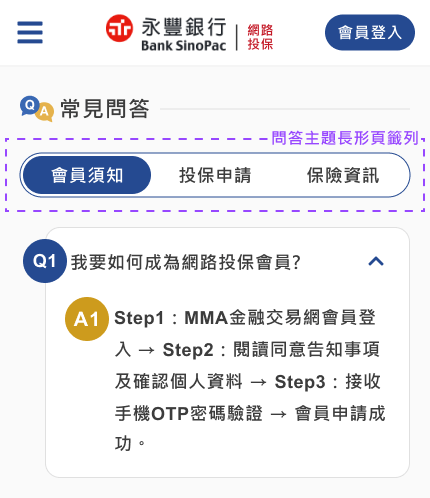 永豐銀行
Bank SinoPac
網路
投保
會員登入
Q A 常見問答
問答主題長形頁籤列
會員須知 投保申請 保險資訊
Q1 我要如何成為網路投保會員?
A1 Step1：MMA金融交易網會員登
入 → Step2：閱讀同意告知事項
及確認個人資料 → Step3：接收
手機OTP密碼驗證 → 會員申請成
功。